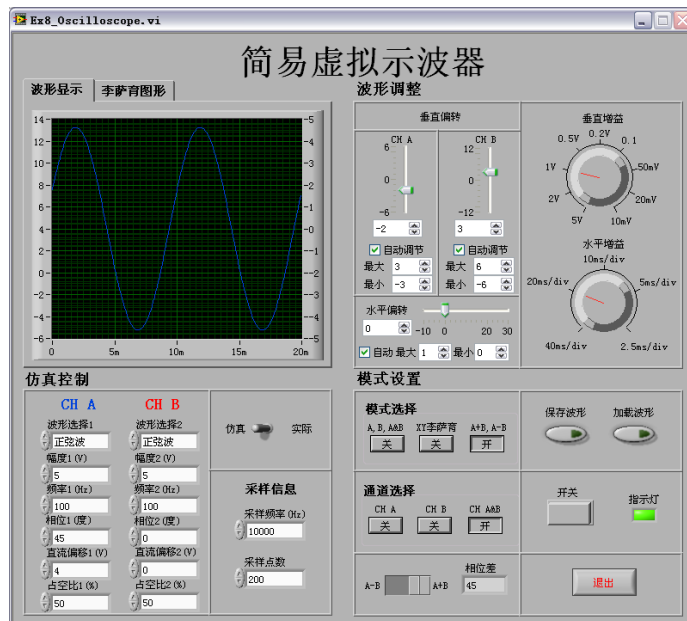 Ex8_Oscilloscope.vi
简易虚拟示波器
波形显示 李萨育图形
14
12
10
8
6
4
2
0
-2
-4
-6
-5
-4
-3
-2
-1
-0
--1
--2
--3
--4
--5
0 5m 10m 15m 20m
波形调整
垂直偏转
CH A
6
0
-6
-2
自动调节
最大 3
最小 -3
CH B
12
0
-12
3
自动调节
最大 6
最小 -6
水平偏转
0
-10 0 20 30
自动 最大 1 最小 0
垂直增益
0.5V 0.2V 0.1
1V 50mV
2V 20mV
5V 10mV
水平增益
10ms/div
20ms/div 5ms/div
40ms/div 2.5ms/div
仿真控制
CH A CH B
波形选择1 波形选择2
正弦波 正弦波
幅度1(V) 幅度2(V)
5 5
频率1(Hz) 频率2(Hz)
100 100
相位1(度) 相位2(度)
45 0
直流偏移1(V) 直流偏移2(V)
4 0
占空比1(%) 占空比2(%)
50 50
仿真 实际
采样信息
采样频率(Hz)
10000
采样点数
200
模式设置
模式选择
A,B,A&B XY李萨育 A+B,A-B
关 关 开
通道选择
CH A CH B CH A&B
关 关 开
A-B A+B
相位差
45
保存波形 加载波形
开关 指示灯
退出